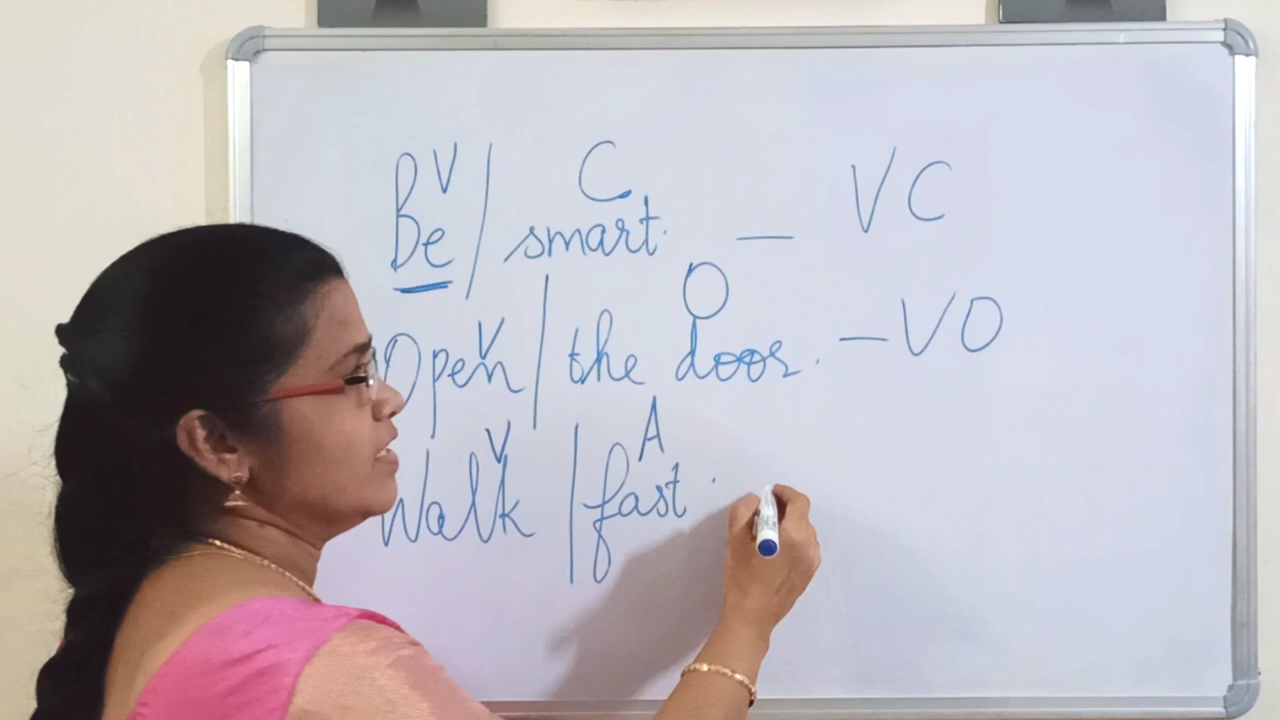 V C
Be / smart. — VC
V O
Open / the door. — VO
V A
Walk / fast.